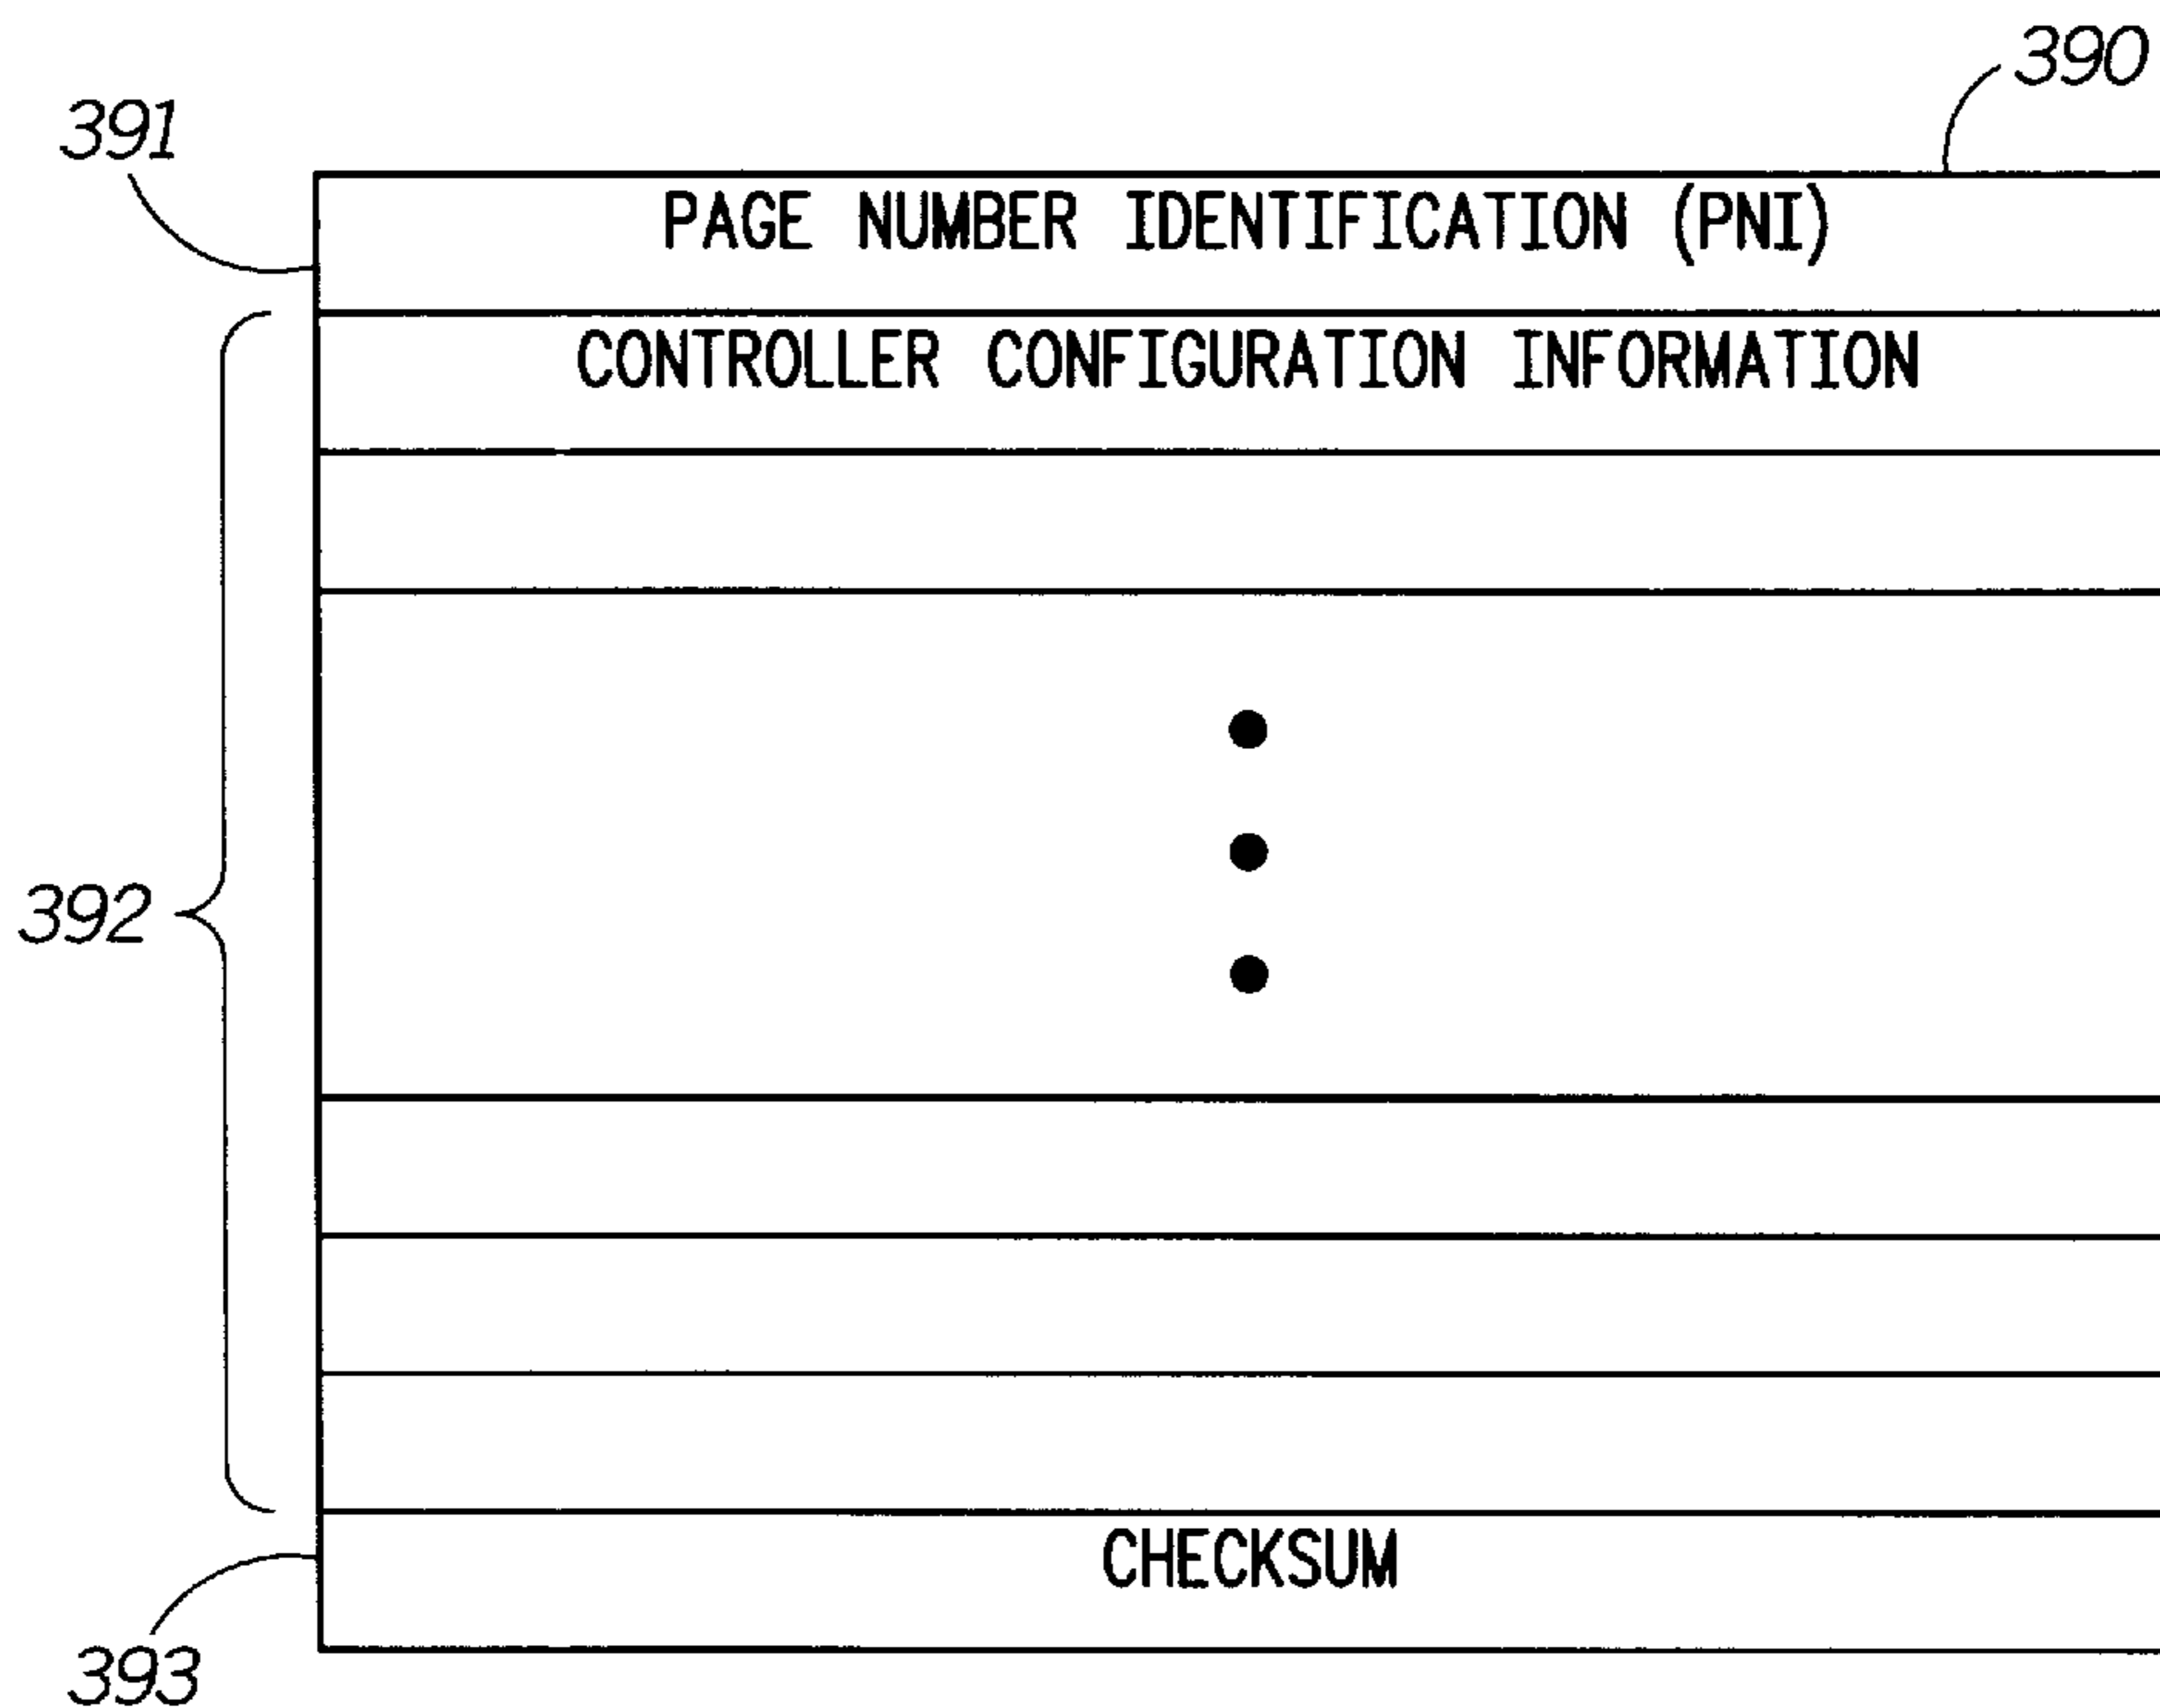 390
391
PAGE NUMBER IDENTIFICATION (PNI)
CONTROLLER CONFIGURATION INFORMATION
392
CHECKSUM
393